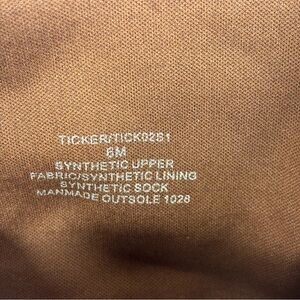 TICKER/TICK02S1
6M
SYNTHETIC UPPER
FABRIC/SYNTHETIC LINING
SYNTHETIC SOCK
MANMADE OUTSOLE 1028